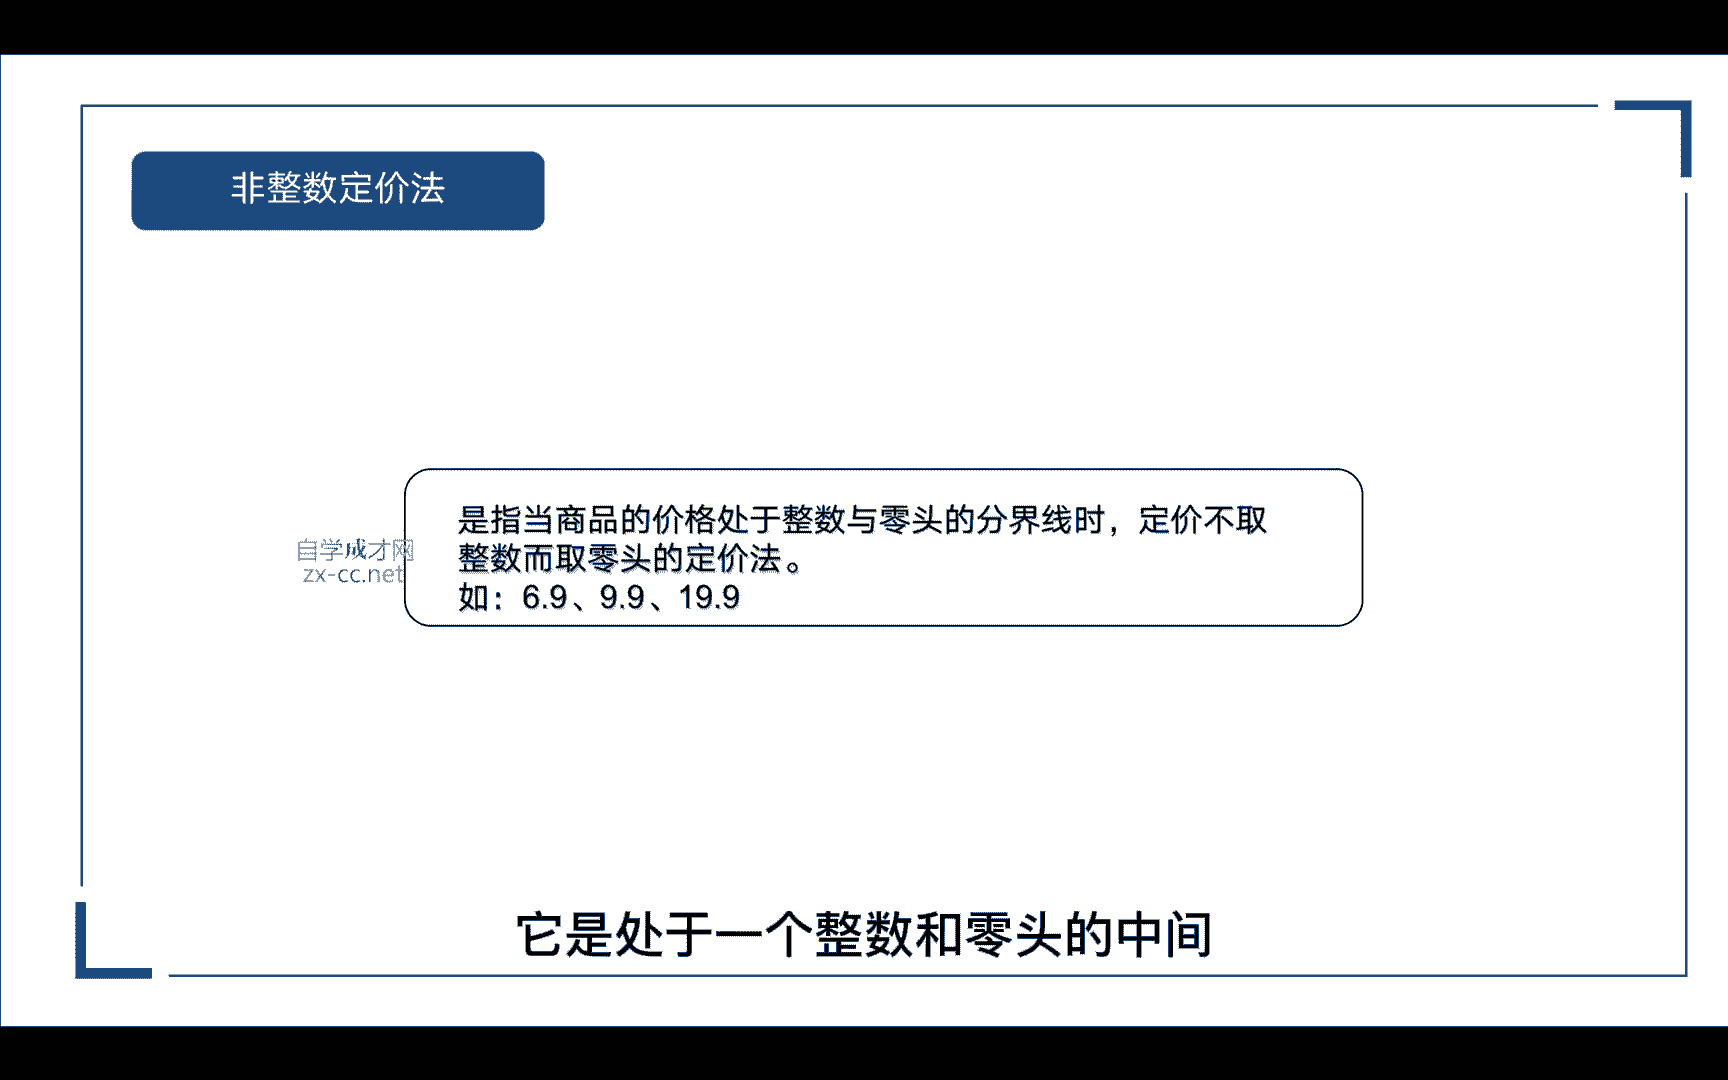 非整数定价法
是指当商品的价格处于整数与零头的分界线时，定价不取
整数而取零头的定价法。
如：6.9、9.9、19.9
自学成才网
zx-cc.net
它是处于一个整数和零头的中间